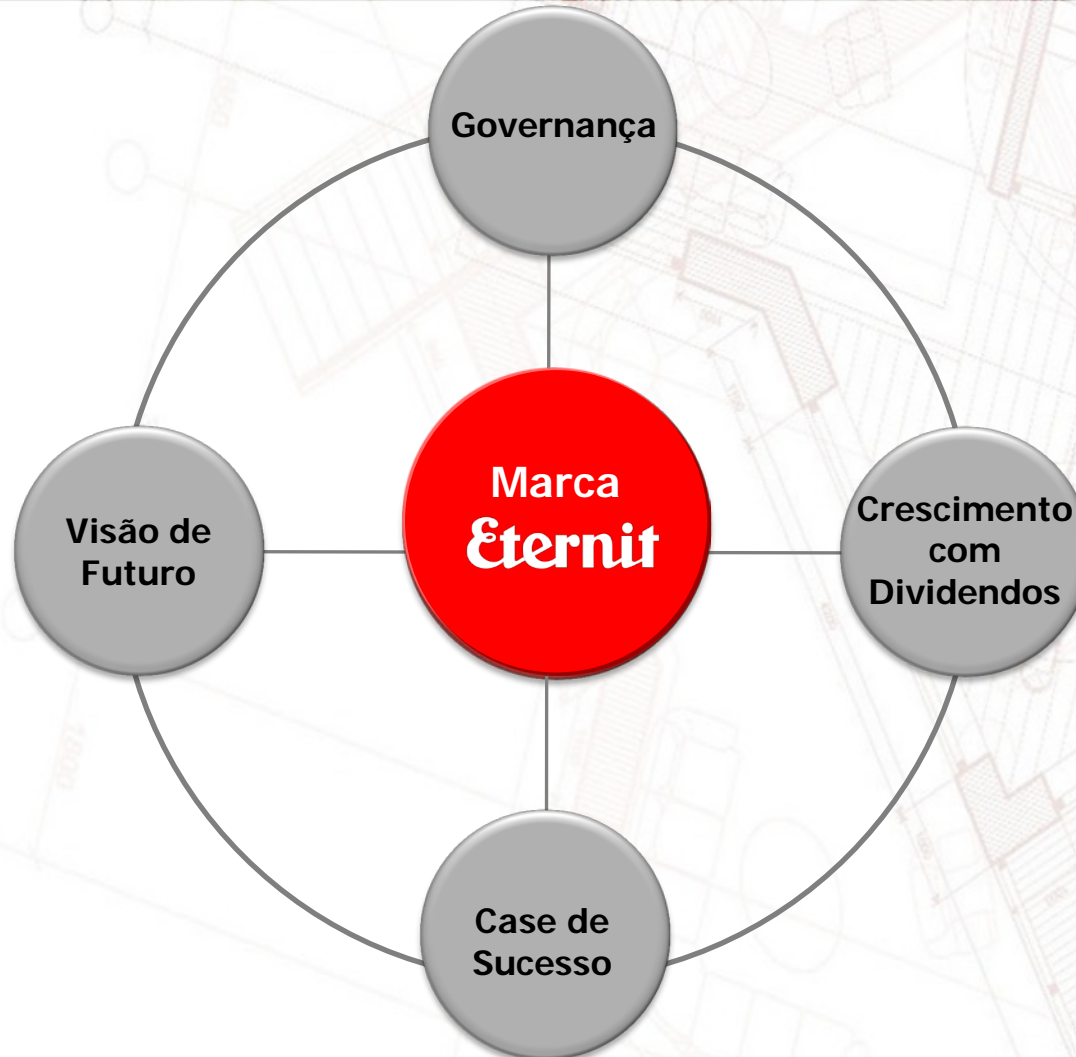 Governança
Marca
Eternit
Visão de
Futuro
Crescimento
com
Dividendos
Case de
Sucesso